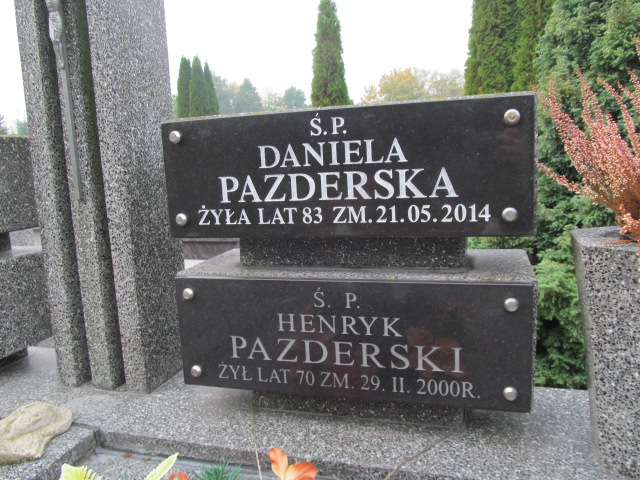 Ś.P.
DANIELA
PAZDERSKA
ŻYŁA LAT 83 ZM. 21.05.2014
Ś. P.
HENRYK
PAZDERSKI
ŻYŁ LAT 70 ZM. 29. II. 2000R.